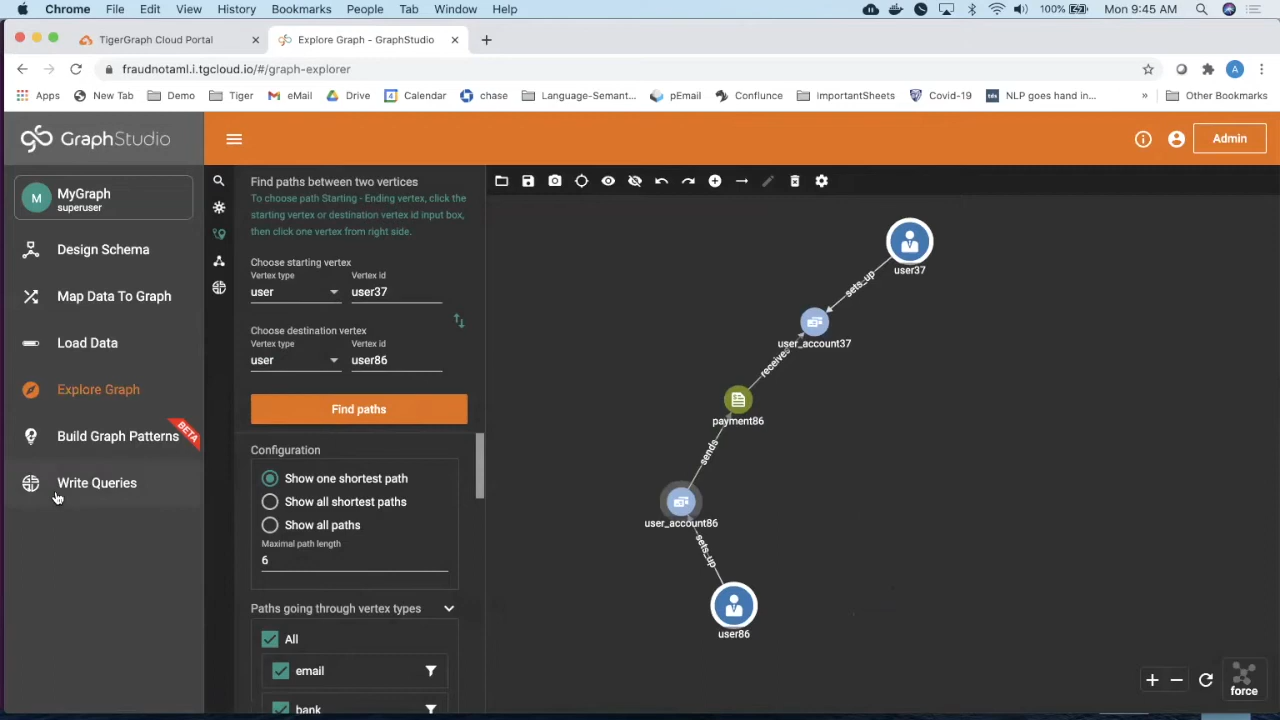 Chrome File Edit View History Bookmarks People Tab Window Help 100% Mon 9:45 AM
TigerGraph Cloud Portal Explore Graph - GraphStudio
fraudnotaml.i.tgcloud.io/#/graph-explorer A
Apps New Tab Demo Tiger eMail Drive 4 Calendar chase Language-Semant... pEmail Conflunce ImportantSheets Covid-19 tds NLP goes hand in... » Other Bookmarks
GraphStudio
Admin
M MyGraph
superuser
Design Schema
Map Data To Graph
Load Data
Explore Graph
Build Graph Patterns BETA
Write Queries
Find paths between two vertices
To choose path Starting - Ending vertex, click the
starting vertex or destination vertex id input box,
then click one vertex from right side.
Choose starting vertex
Vertex type Vertex id
user user37
Choose destination vertex
Vertex type Vertex id
user user86
Find paths
Configuration
Show one shortest path
Show all shortest paths
Show all paths
Maximal path length
6
Paths going through vertex types
All
email
bank
user37
sets_up
user_account37
receives
payment86
sends
user_account86
sets_up
user86
force